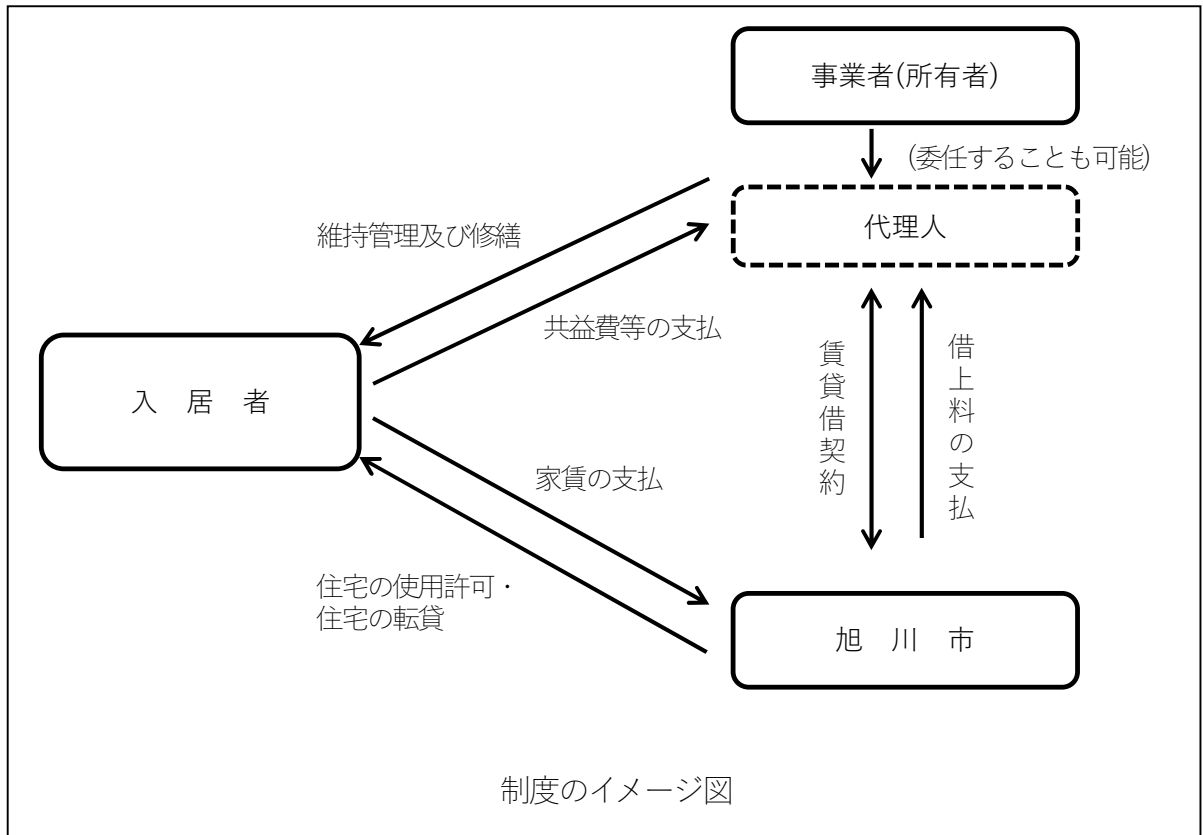 事業者(所有者)
(委任することも可能)
代理人
維持管理及び修繕
共益費等の支払
入 居 者
賃貸借契約
借上料の支払
家賃の支払
住宅の使用許可・
住宅の転貸
旭 川 市
制度のイメージ図